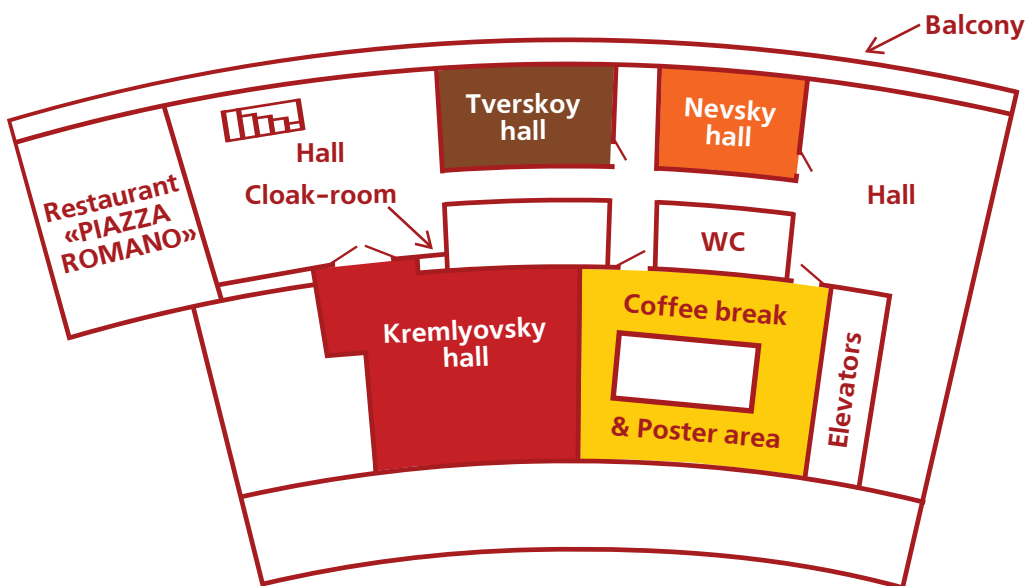 Balcony
Tverskoy
hall
Nevsky
hall
Hall
Cloak-room
Hall
Restaurant
«PIAZZA
ROMANO»
WC
Coffee break
Kremlyovsky
hall
& Poster area
Elevators